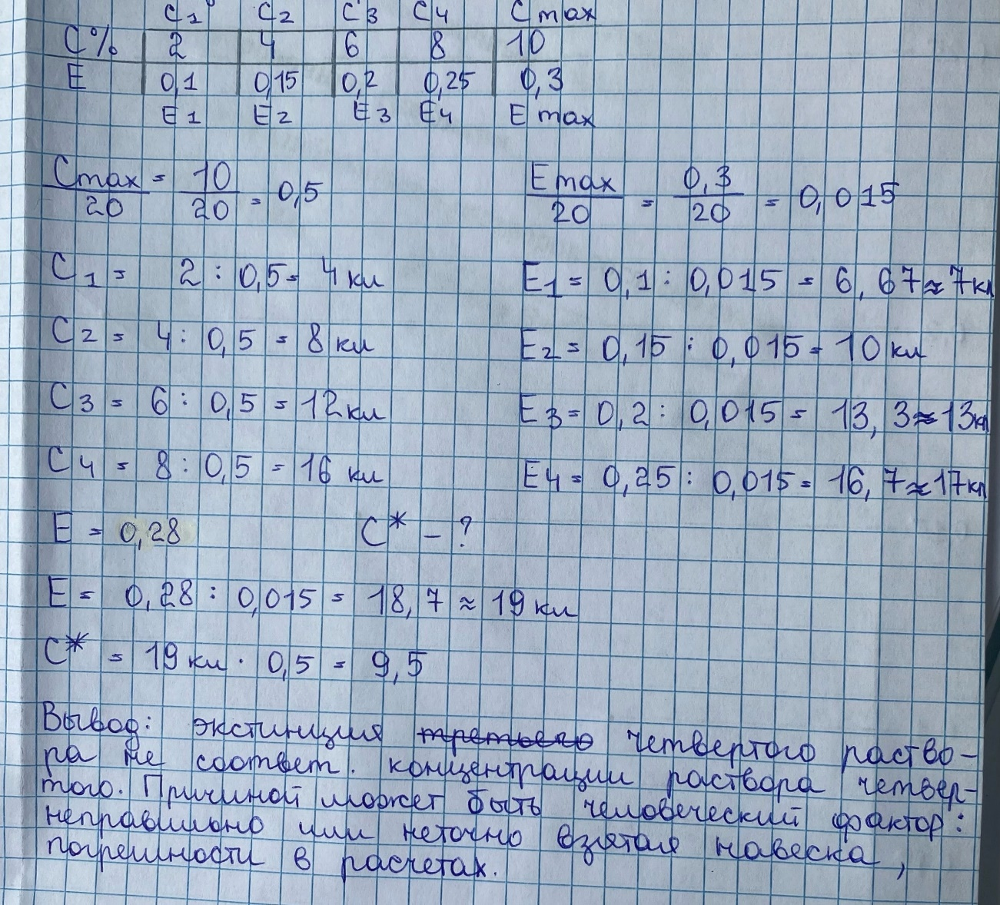 C1 C2 C3 C4 Cmax
C% 2 4 6 8 10
E 0,1 0,15 0,2 0,25 0,3
E1 E2 E3 E4 Emax
Cmax/20 = 10/20 = 0,5 Emax/20 = 0,3/20 = 0,015
C1 = 2 : 0,5 = 4 кл E1 = 0,1 : 0,015 = 6,67 ≈ 7 кл
C2 = 4 : 0,5 = 8 кл E2 = 0,15 : 0,015 = 10 кл
C3 = 6 : 0,5 = 12 кл E3 = 0,2 : 0,015 = 13,3 ≈ 13 кл
C4 = 8 : 0,5 = 16 кл E4 = 0,25 : 0,015 = 16,7 ≈ 17 кл
E = 0,28 C* – ?
E = 0,28 : 0,015 = 18,7 ≈ 19 кл
C* = 19 кл · 0,5 = 9,5
Вывод: экстинция третьего четвертого раство-
ра не соответ. концентрации раствора четвер-
того. Причиной может быть человеческий фактор:
неправильно или неточно взятая навеска,
погрешности в расчетах.